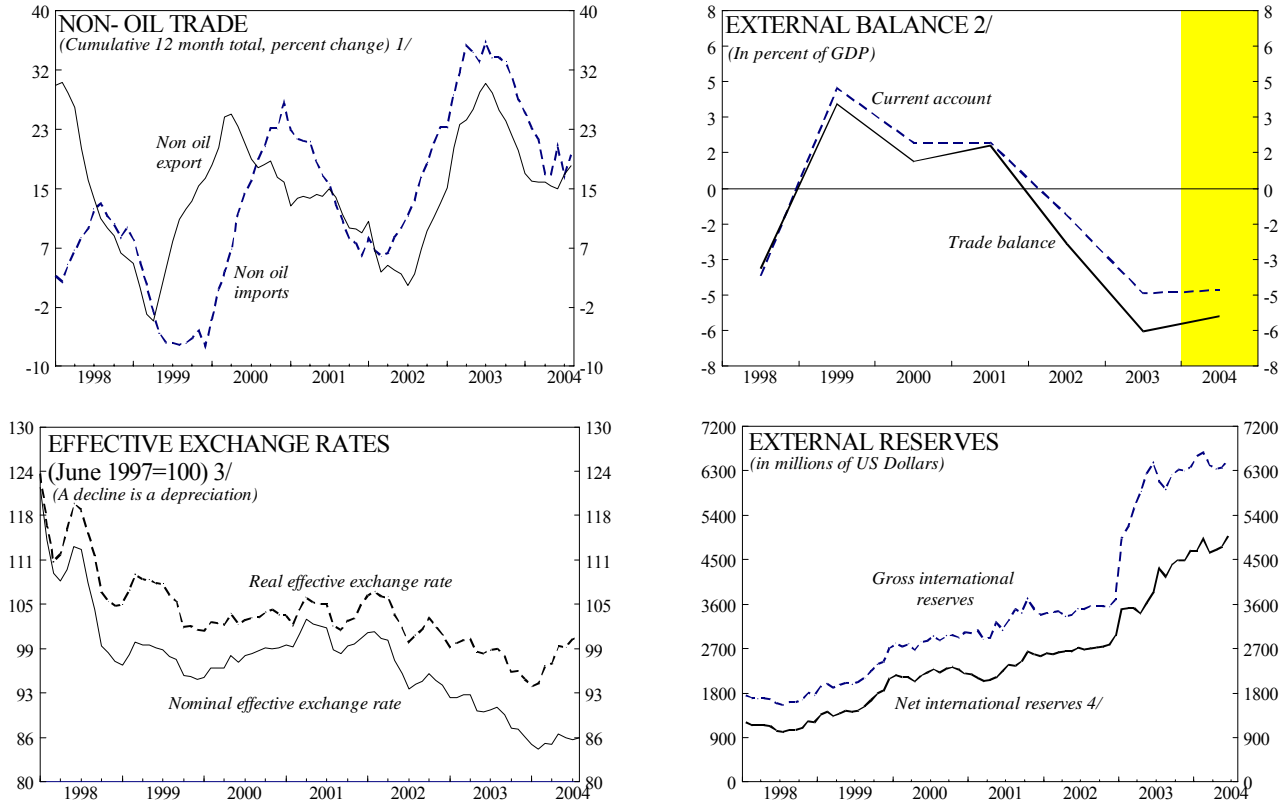 NON- OIL TRADE
(Cumulative 12 month total, percent change) 1/
40 40
32 32
23 23
15 15
7 7
-2 -2
-10 -10
Non oil
export
Non oil
imports
1998 1999 2000 2001 2002 2003 2004
EXTERNAL BALANCE 2/
(In percent of GDP)
8 8
6 6
5 5
3 3
2 2
0 0
-2 -2
-3 -3
-5 -5
-6 -6
-8 -8
Current account
Trade balance
1998 1999 2000 2001 2002 2003 2004
EFFECTIVE EXCHANGE RATES
(June 1997=100) 3/
(A decline is a depreciation)
130 130
124 124
118 118
111 111
105 105
99 99
93 93
86 86
80 80
Real effective exchange rate
Nominal effective exchange rate
1998 1999 2000 2001 2002 2003 2004
EXTERNAL RESERVES
(in millions of US Dollars)
7200 7200
6300 6300
5400 5400
4500 4500
3600 3600
2700 2700
1800 1800
900 900
0 0
Gross international
reserves
Net international reserves 4/
1998 1999 2000 2001 2002 2003 2004